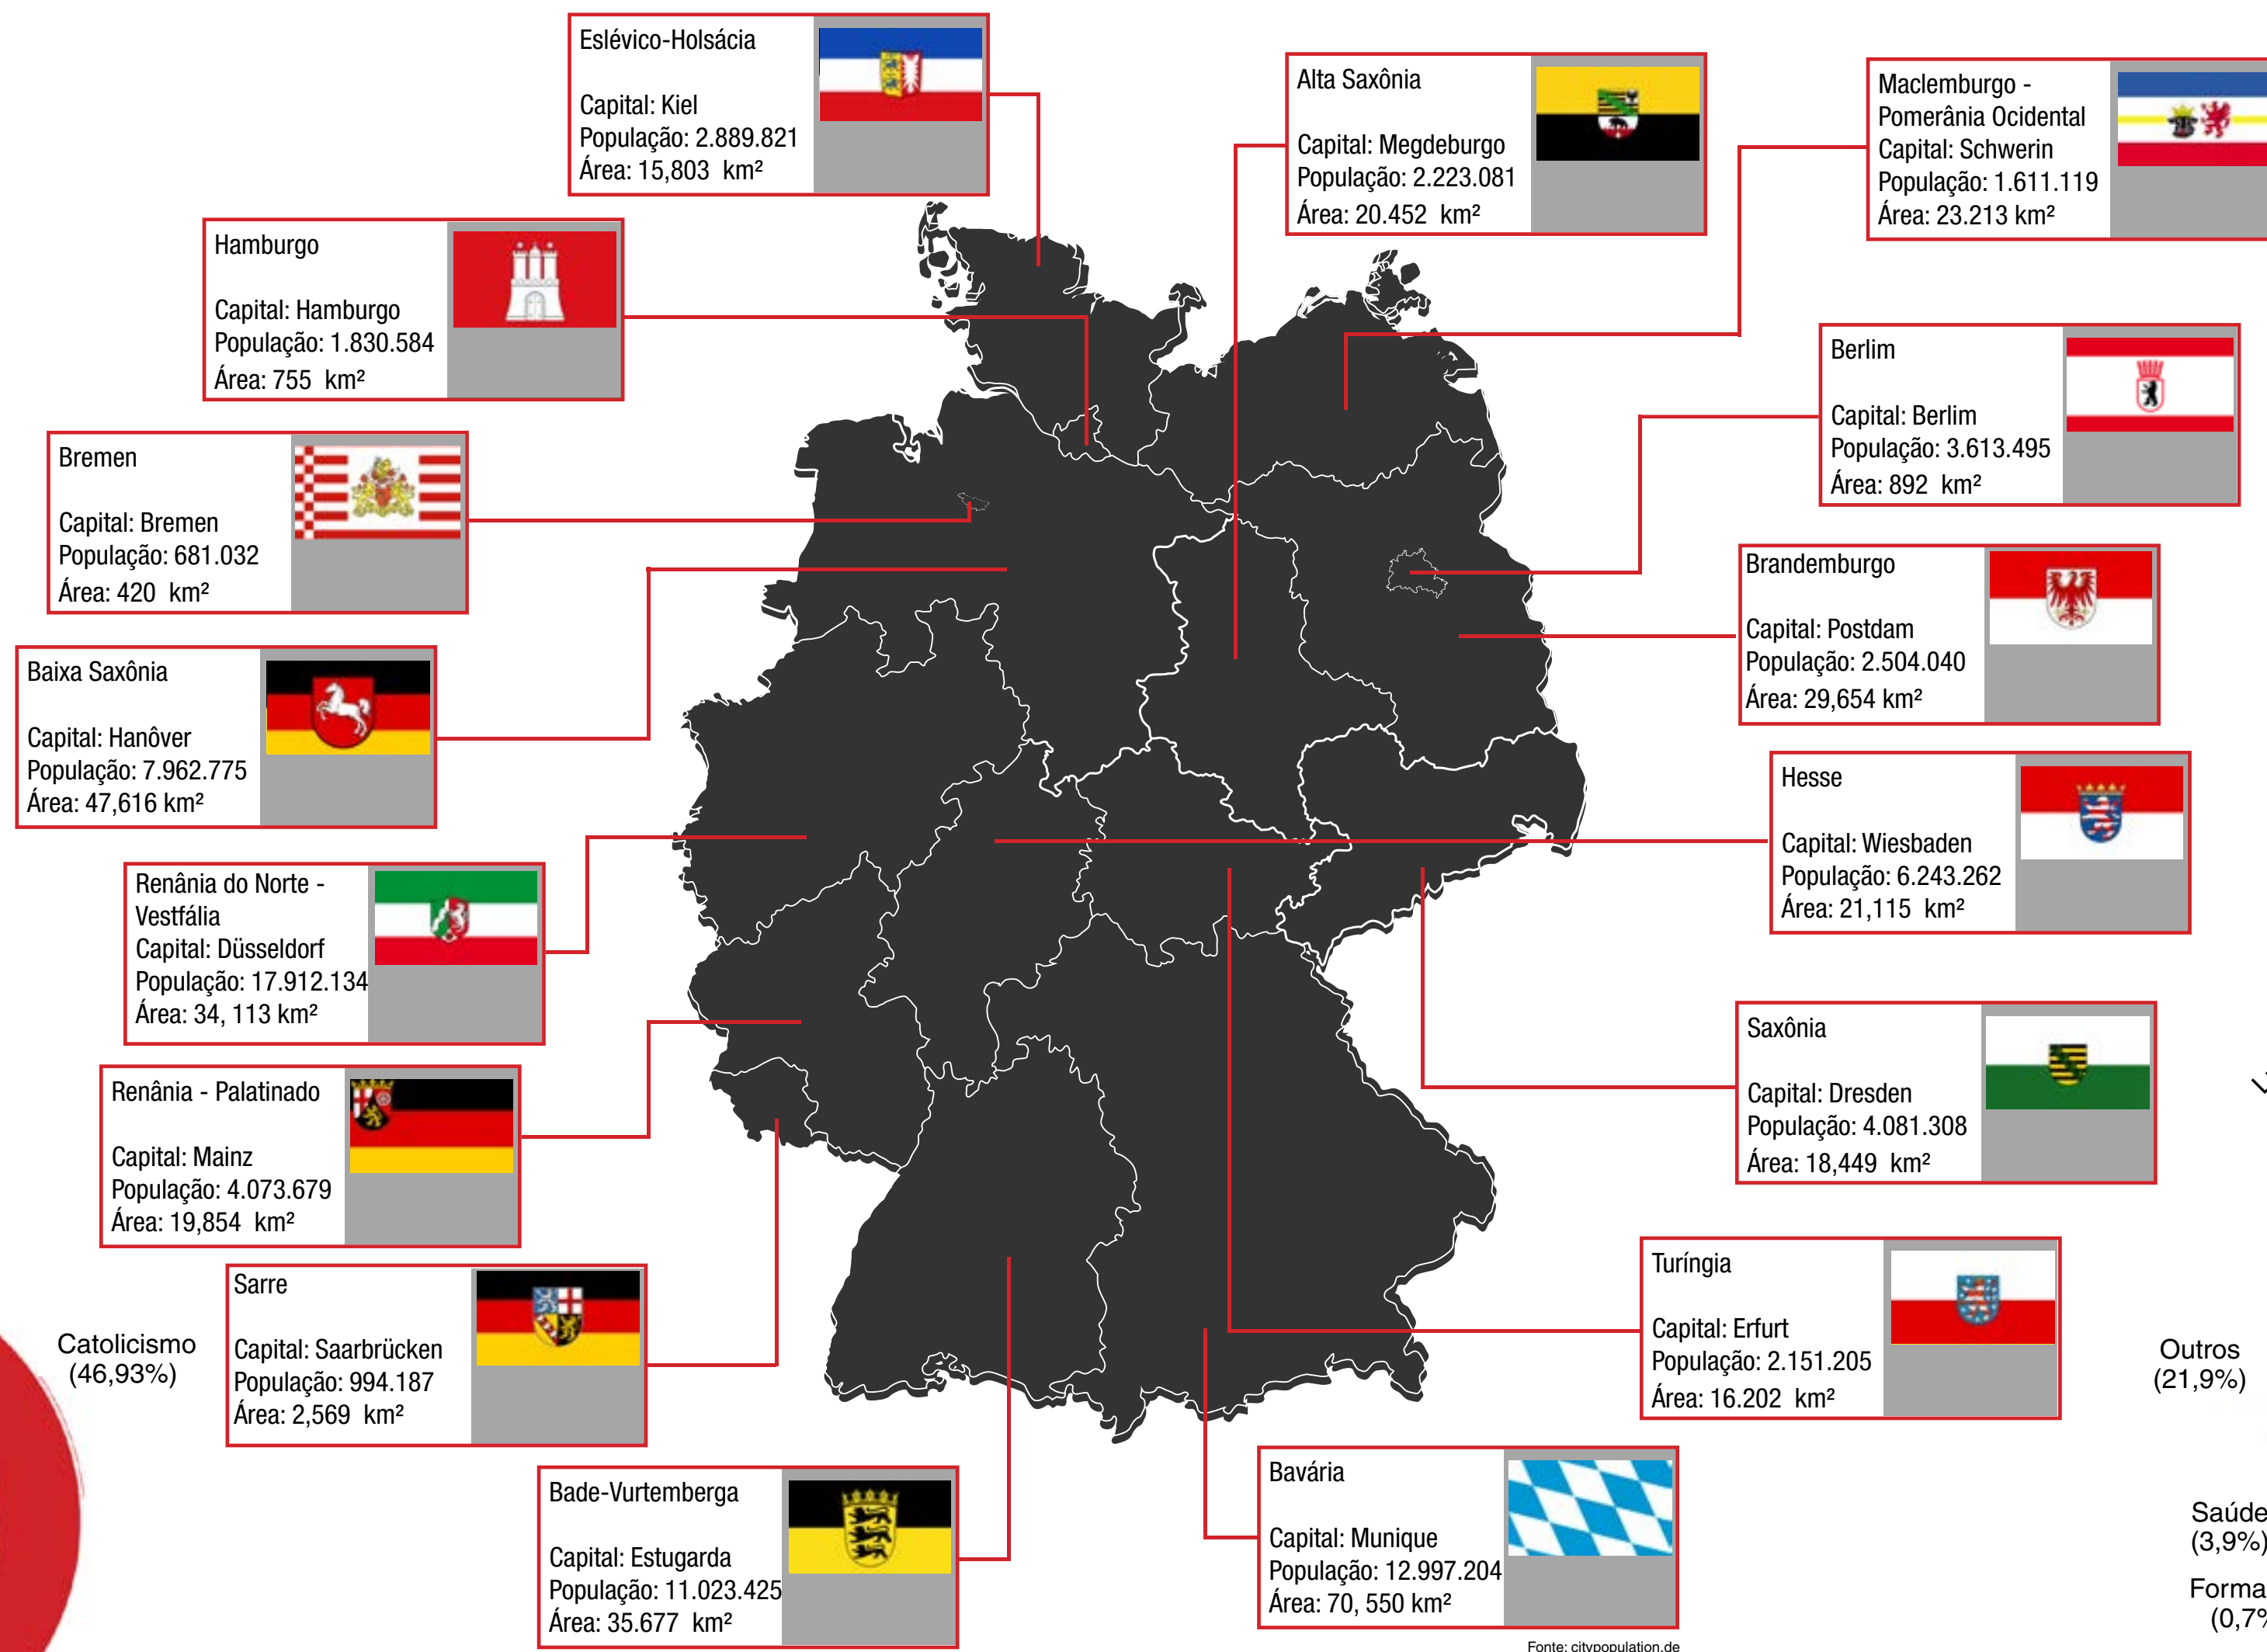 Eslévico-Holsácia
Capital: Kiel
População: 2.889.821
Área: 15,803 km²
Alta Saxônia
Capital: Megdeburgo
População: 2.223.081
Área: 20.452 km²
Maclemburgo -
Pomerânia Ocidental
Capital: Schwerin
População: 1.611.119
Área: 23.213 km²
Hamburgo
Capital: Hamburgo
População: 1.830.584
Área: 755 km²
Berlim
Capital: Berlim
População: 3.613.495
Área: 892 km²
Bremen
Capital: Bremen
População: 681.032
Área: 420 km²
Brandemburgo
Capital: Postdam
População: 2.504.040
Área: 29,654 km²
Baixa Saxônia
Capital: Hanôver
População: 7.962.775
Área: 47,616 km²
Hesse
Capital: Wiesbaden
População: 6.243.262
Área: 21,115 km²
Renânia do Norte -
Vestfália
Capital: Düsseldorf
População: 17.912.134
Área: 34, 113 km²
Saxônia
Capital: Dresden
População: 4.081.308
Área: 18,449 km²
Renânia - Palatinado
Capital: Mainz
População: 4.073.679
Área: 19,854 km²
Turíngia
Capital: Erfurt
População: 2.151.205
Área: 16.202 km²
Sarre
Capital: Saarbrücken
População: 994.187
Área: 2,569 km²
Catolicismo
(46,93%)
Outros
(21,9%)
Bavária
Capital: Munique
População: 12.997.204
Área: 70, 550 km²
Bade-Vurtemberga
Capital: Estugarda
População: 11.023.425
Área: 35.677 km²
Saúde
(3,9%)
Forma
(0,7%
Fonte: citypopulation.de